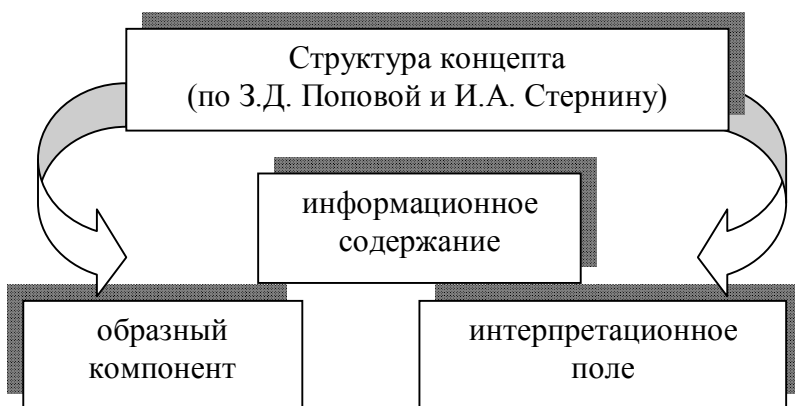 Структура концепта
(по З.Д. Поповой и И.А. Стернину)
информационное
содержание
образный
компонент
интерпретационное
поле